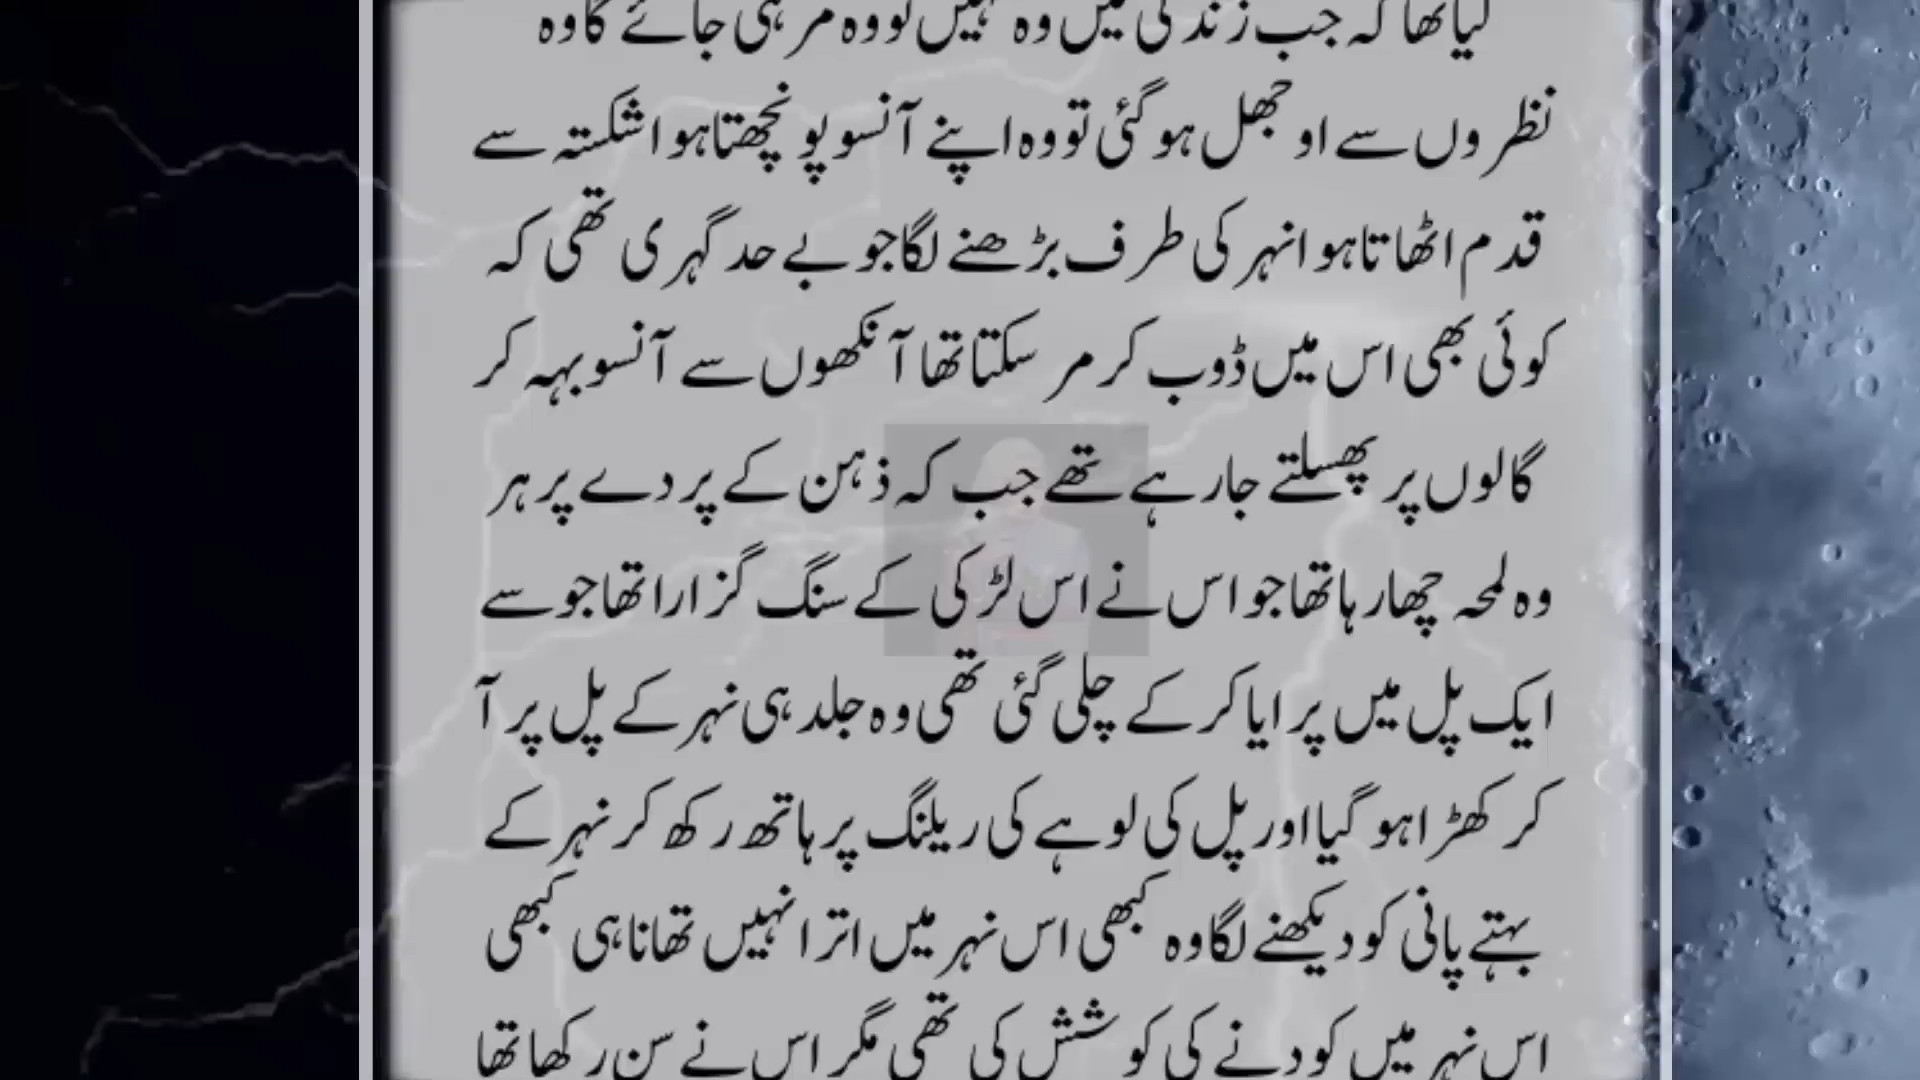 لیا تھا کہ جب زندگی میں وہ نہیں تو وہ مر ہی جائے گا وہ
نظروں سے اوجھل ہو گئی تو وہ اپنے آنسو پونچھتا ہوا شکستہ سے
قدم اٹھاتا ہوا نہر کی طرف بڑھنے لگا جو بے حد گہری تھی کہ
کوئی بھی اس میں ڈوب کر مر سکتا تھا آنکھوں سے آنسو بہہ کر
گالوں پر پھسلتے جا رہے تھے جب کہ ذہن کے پردے پر ہر
وہ لمحہ چھا رہا تھا جو اس نے اس لڑکی کے سنگ گزارا تھا جو سے
ایک پل میں پرایا کر کے چلی گئی تھی وہ جلد ہی نہر کے پل پر آ
کر کھڑا ہو گیا اور پل کی لوہے کی ریلنگ پر ہاتھ رکھ کر نہر کے
بہتے پانی کو دیکھنے لگا وہ کبھی اس نہر میں اترا نہیں تھا نا ہی کبھی
اس نہر میں کودنے کی کوشش کی تھی مگر اس نے سن رکھا تھا